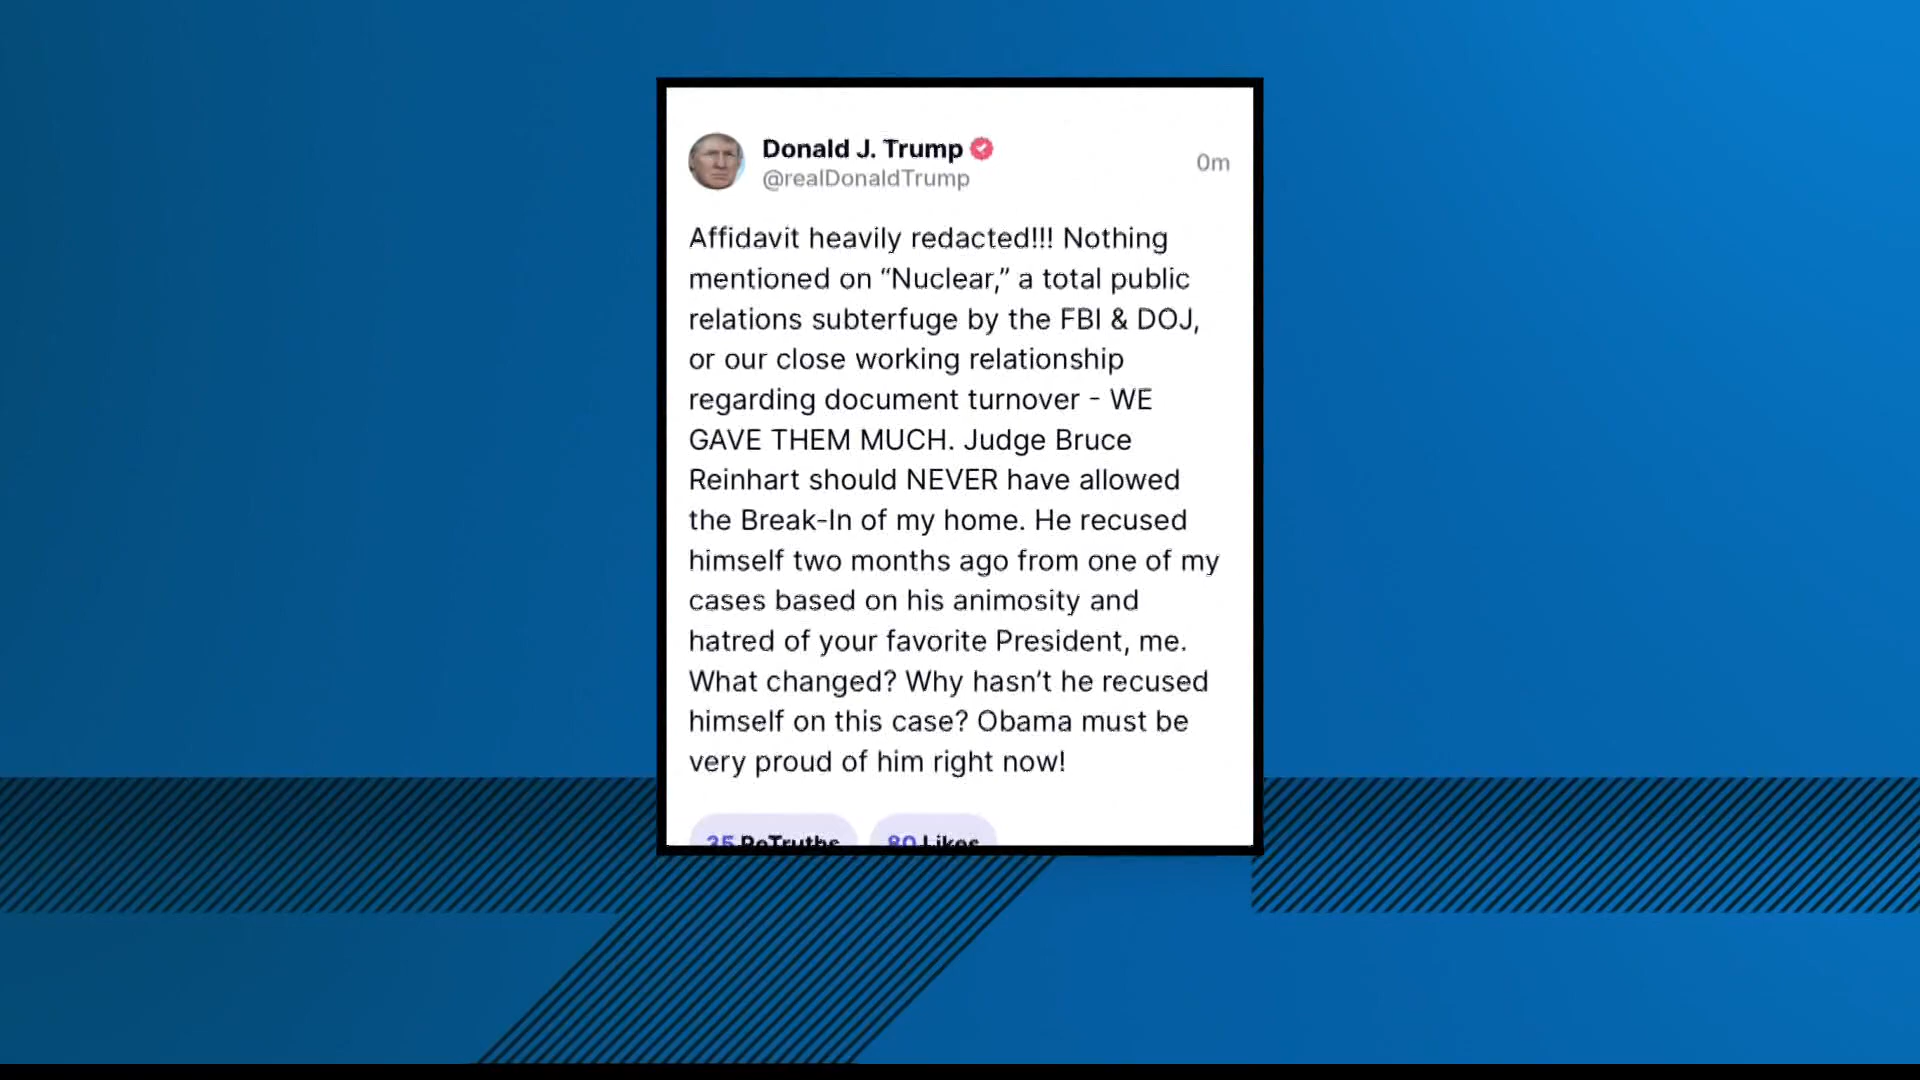 Donald J. Trump
@realDonaldTrump
0m
Affidavit heavily redacted!!! Nothing
mentioned on “Nuclear,” a total public
relations subterfuge by the FBI & DOJ,
or our close working relationship
regarding document turnover - WE
GAVE THEM MUCH. Judge Bruce
Reinhart should NEVER have allowed
the Break-In of my home. He recused
himself two months ago from one of my
cases based on his animosity and
hatred of your favorite President, me.
What changed? Why hasn’t he recused
himself on this case? Obama must be
very proud of him right now!
35 ReTruths 80 Likes